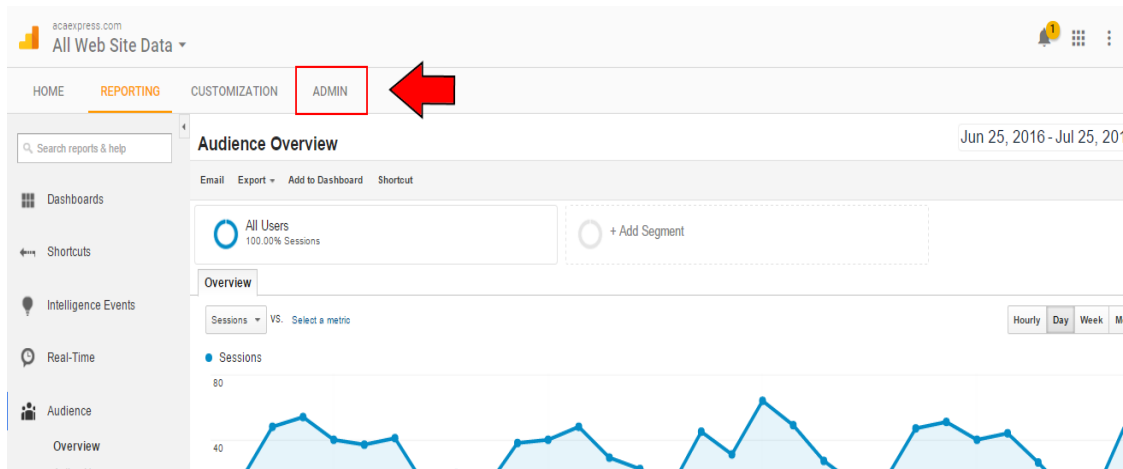 acaexpress.com
All Web Site Data
1
HOME REPORTING CUSTOMIZATION ADMIN
Search reports & help
Audience Overview
Jun 25, 2016 - Jul 25, 201
Email Export Add to Dashboard Shortcut
Dashboards
All Users
100.00% Sessions
+ Add Segment
Shortcuts
Overview
Intelligence Events
Sessions VS. Select a metric
Hourly Day Week M
Real-Time
Sessions
80
Audience
Overview
40